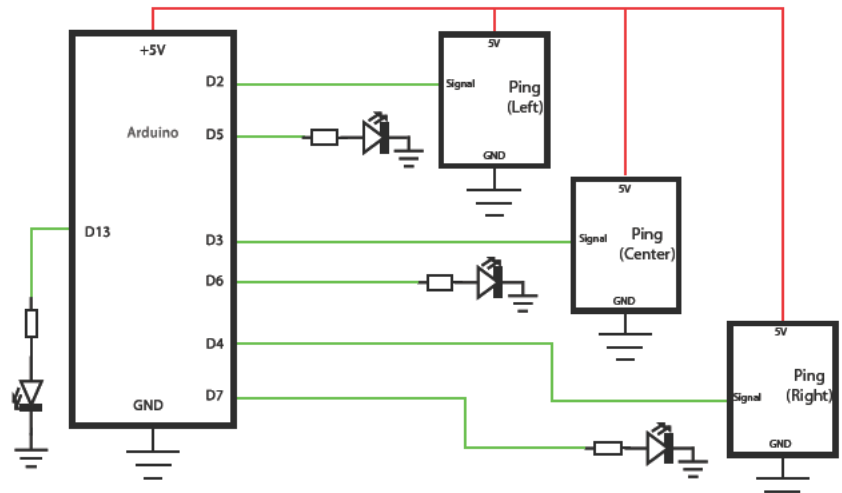 +5V
Arduino
D2
D5
D13
D3
D6
D4
D7
GND
5V
Signal
Ping
(Left)
GND
5V
Signal
Ping
(Center)
GND
5V
Signal
Ping
(Right)
GND